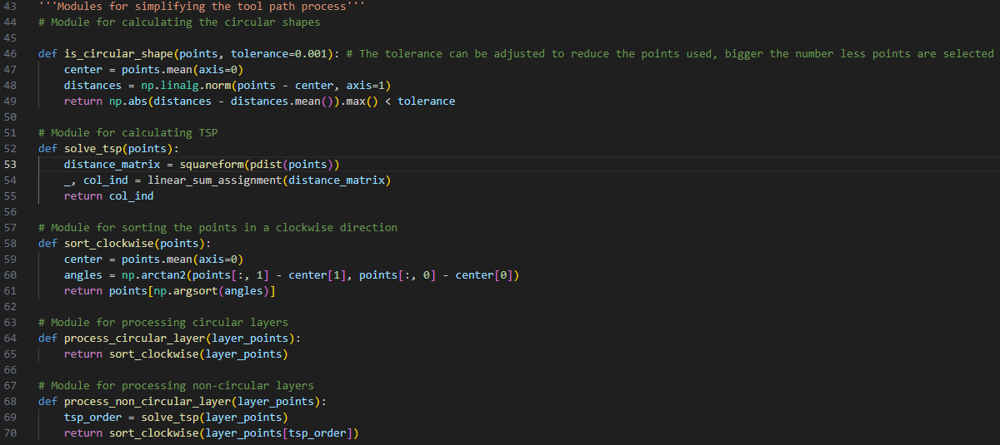 43 '''Modules for simplifying the tool path process'''
44 # Module for calculating the circular shapes
45
46 def is_circular_shape(points, tolerance=0.001): # The tolerance can be adjusted to reduce the points used, bigger the number less points are selected
47     center = points.mean(axis=0)
48     distances = np.linalg.norm(points - center, axis=1)
49     return np.abs(distances - distances.mean()).max() < tolerance
50
51 # Module for calculating TSP
52 def solve_tsp(points):
53     distance_matrix = squareform(pdist(points))
54     _, col_ind = linear_sum_assignment(distance_matrix)
55     return col_ind
56
57 # Module for sorting the points in a clockwise direction
58 def sort_clockwise(points):
59     center = points.mean(axis=0)
60     angles = np.arctan2(points[:, 1] - center[1], points[:, 0] - center[0])
61     return points[np.argsort(angles)]
62
63 # Module for processing circular layers
64 def process_circular_layer(layer_points):
65     return sort_clockwise(layer_points)
66
67 # Module for processing non-circular layers
68 def process_non_circular_layer(layer_points):
69     tsp_order = solve_tsp(layer_points)
70     return sort_clockwise(layer_points[tsp_order])